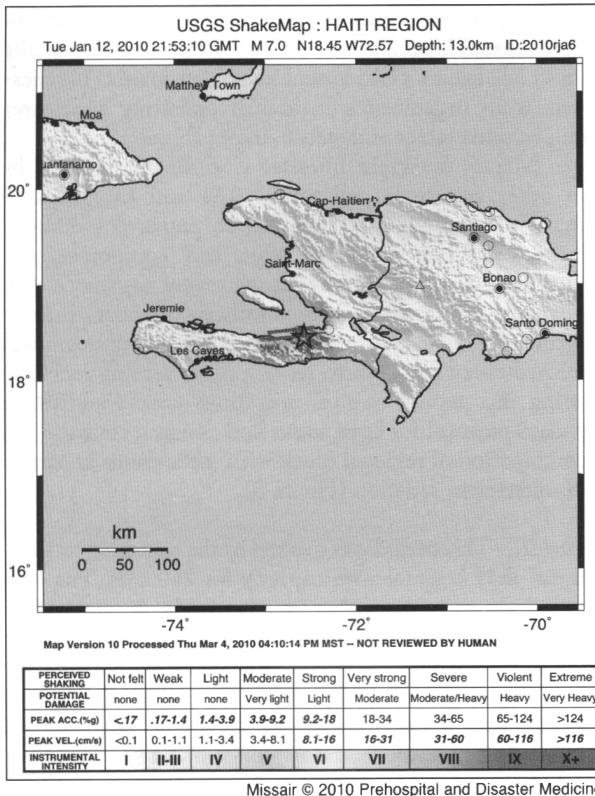 USGS ShakeMap : HAITI REGION
Tue Jan 12, 2010 21:53:10 GMT M 7.0 N18.45 W72.57 Depth: 13.0km ID:2010rja6
Matthew Town
Moa
uantanamo
20°
Cap-Haïtien
Santiago
Saint-Marc
Bonao
Jeremie
Santo Doming
Les Cayes
18°
km
0 50 100
16°
-74° -72° -70°
Map Version 10 Processed Thu Mar 4, 2010 04:10:14 PM MST -- NOT REVIEWED BY HUMAN
PERCEIVED SHAKING Not felt Weak Light Moderate Strong Very strong Severe Violent Extreme
POTENTIAL DAMAGE none none none Very light Light Moderate Moderate/Heavy Heavy Very Heavy
PEAK ACC.(%g) <.17 .17-1.4 1.4-3.9 3.9-9.2 9.2-18 18-34 34-65 65-124 >124
PEAK VEL.(cm/s) <0.1 0.1-1.1 1.1-3.4 3.4-8.1 8.1-16 16-31 31-60 60-116 >116
INSTRUMENTAL INTENSITY I II-III IV V VI VII VIII IX X+
Missair © 2010 Prehospital and Disaster Medicin